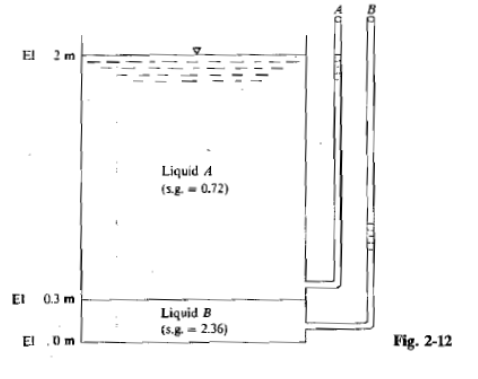 A B
El 2 m
Liquid A
(s.g. = 0.72)
El 0.3 m
Liquid B
(s.g. = 2.36)
El .0 m
Fig. 2-12